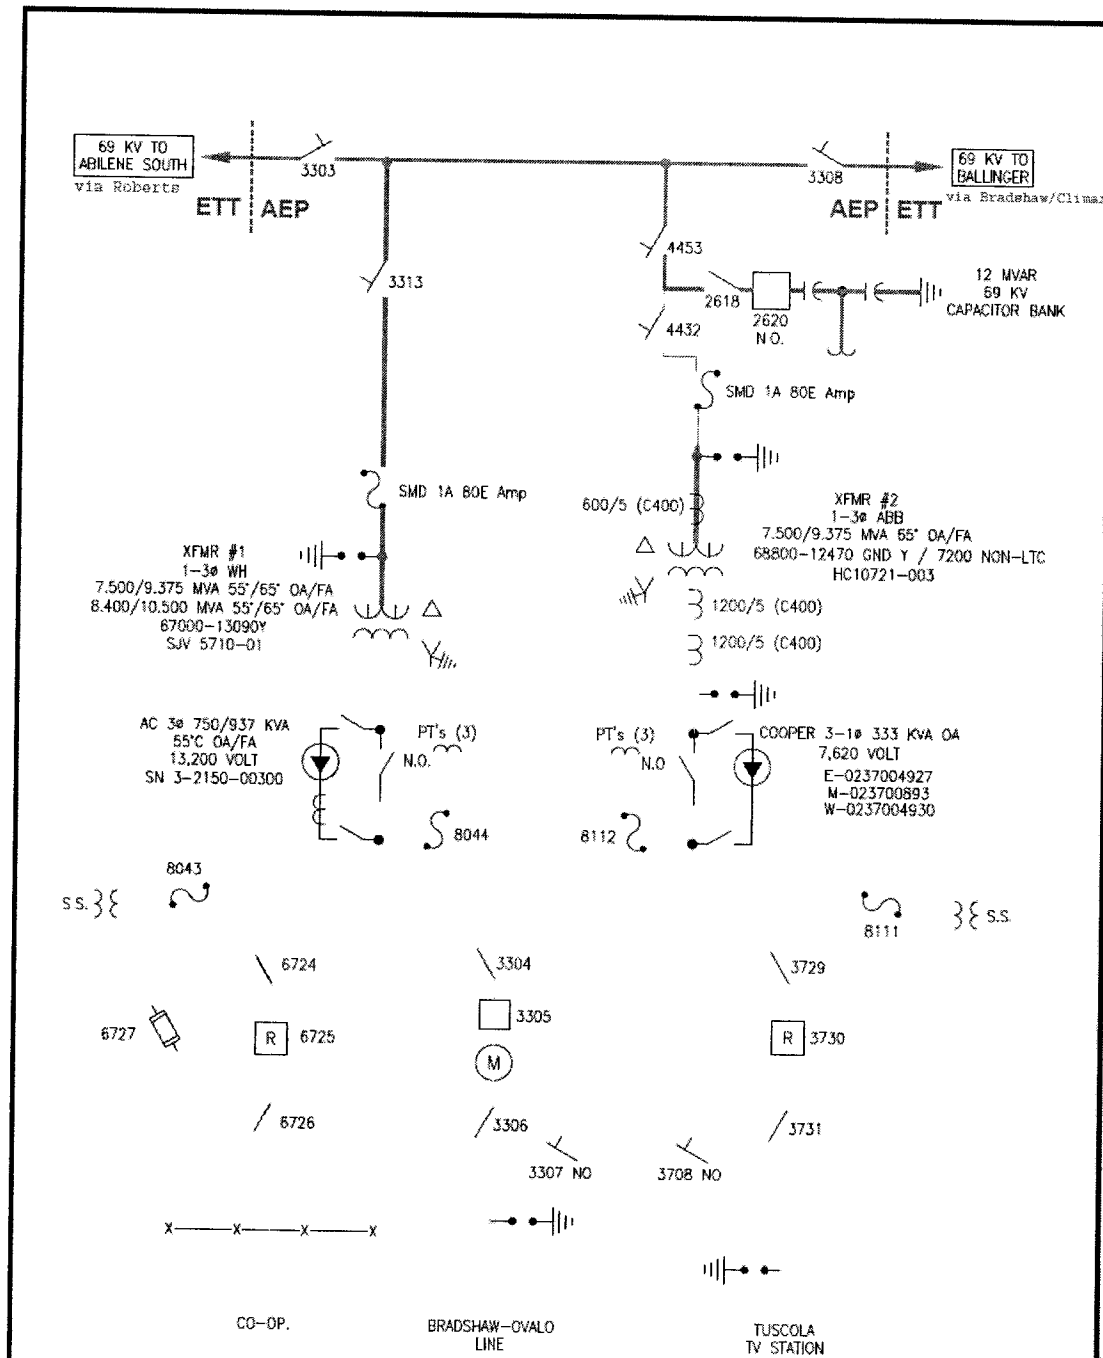 69 KV TO
ABILENE SOUTH
via Roberts
ETT AEP
3303
3308
69 KV TO
BALLINGER
via Bradshaw/Climax
AEP ETT
4453
3313
2618
2620
N.O.
12 MVAR
69 KV
CAPACITOR BANK
4432
SMD 1A 80E Amp
SMD 1A 80E Amp
600/5 (C400)
XFMR #2
1-3ø ABB
7.500/9.375 MVA 65° OA/FA
68800-12470 GND Y / 7200 NON-LTC
HC10721-003
XFMR #1
1-3ø WH
7.500/9.375 MVA 55°/65° OA/FA
8.400/10.500 MVA 55°/65° OA/FA
67000-13090Y
SJV 5710-01
1200/5 (C400)
1200/5 (C400)
AC 3ø 750/937 KVA
55°C OA/FA
13,200 VOLT
SN 3-2150-00300
N.O.
PT's (3)
PT's (3)
N.O
COOPER 3-1ø 333 KVA OA
7,620 VOLT
E-0237004927
M-023700893
W-0237004930
8044
8112
8043
S.S.
8111
S.S.
6724
3304
3729
6727
R 6725
3305
M
R 3730
6726
3306
3731
3307 NO
3708 NO
X X X X
CO-OP.
BRADSHAW-OVALO
LINE
TUSCOLA
TV STATION